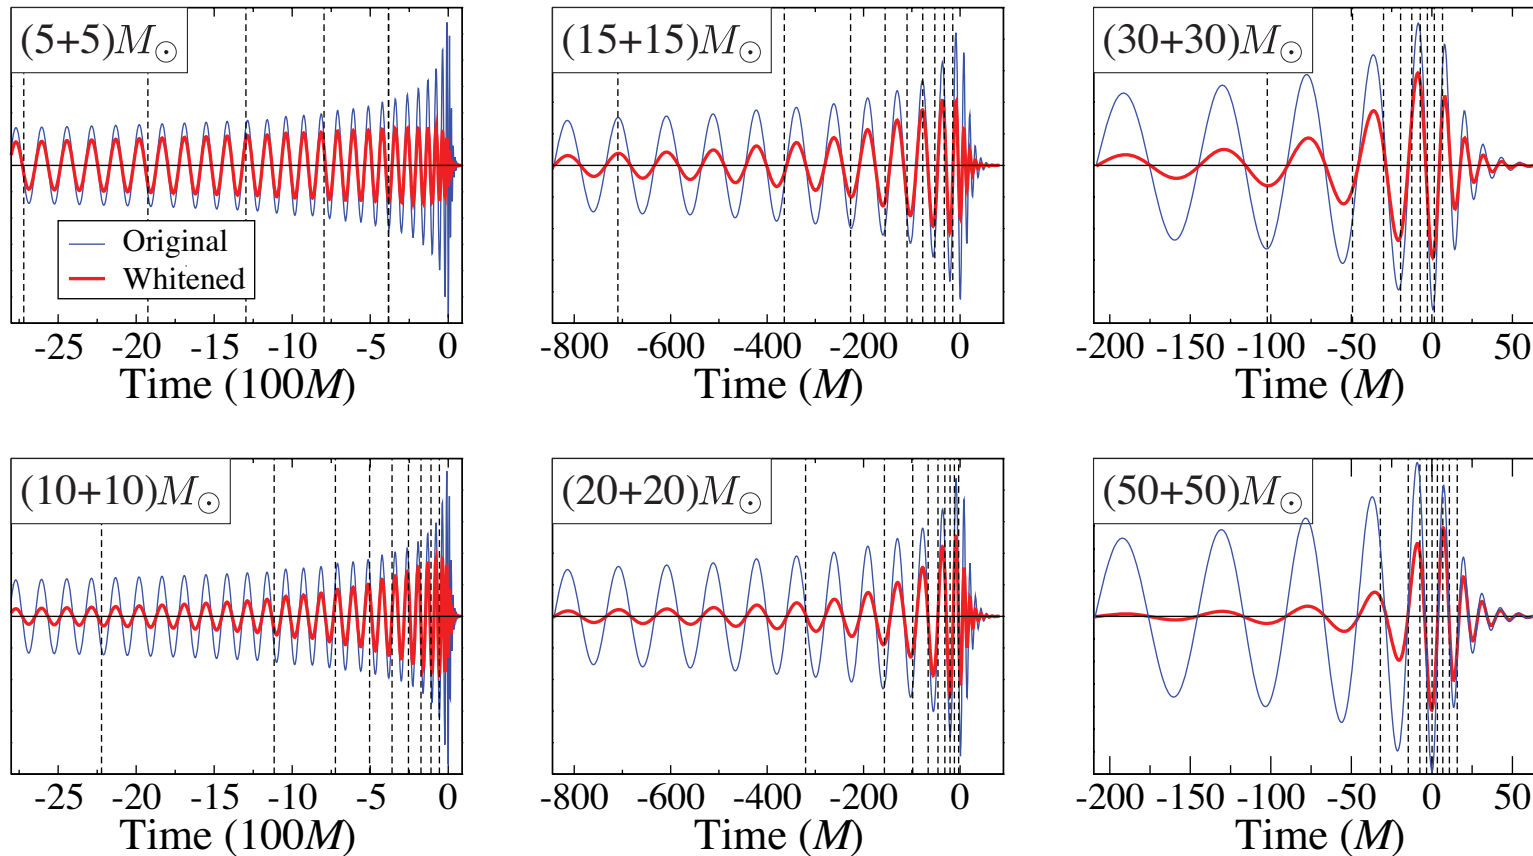 (5+5)M⊙
Original
Whitened
-25 -20 -15 -10 -5 0
Time (100M)
(15+15)M⊙
-800 -600 -400 -200 0
Time (M)
(30+30)M⊙
-200 -150 -100 -50 0 50
Time (M)
(10+10)M⊙
-25 -20 -15 -10 -5 0
Time (100M)
(20+20)M⊙
-800 -600 -400 -200 0
Time (M)
(50+50)M⊙
-200 -150 -100 -50 0 50
Time (M)